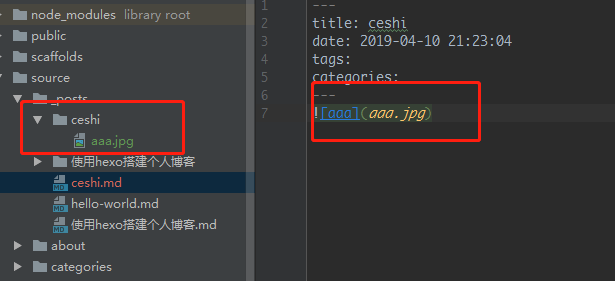 node_modules library root
public
scaffolds
source
_posts
ceshi
aaa.jpg
使用hexo搭建个人博客
ceshi.md
hello-world.md
使用hexo搭建个人博客.md
about
categories
1 ---
2 title: ceshi
3 date: 2019-04-10 21:23:04
4 tags:
5 categories:
6 ---
7 ![aaa](aaa.jpg)